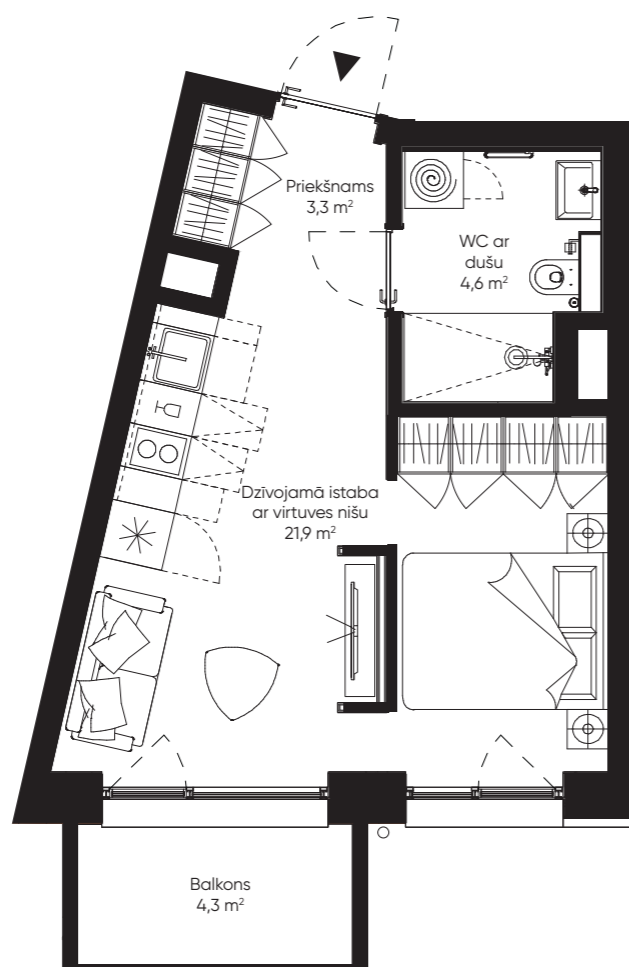 Priekšnams
3,3 m²
WC ar
dušu
4,6 m²
Dzīvojamā istaba
ar virtuves nišu
21,9 m²
Balkons
4,3 m²